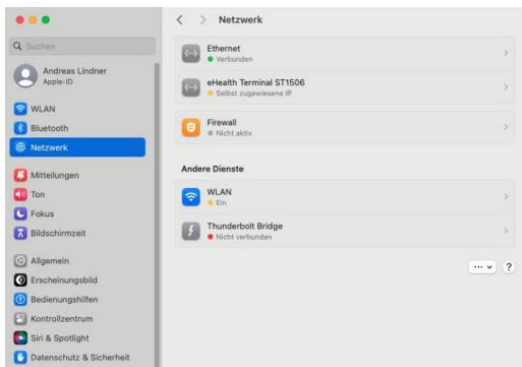 Suchen
Andreas Lindner
Apple-ID
WLAN
Bluetooth
Netzwerk
Mitteilungen
Ton
Fokus
Bildschirmzeit
Allgemein
Erscheinungsbild
Bedienungshilfen
Kontrollzentrum
Siri & Spotlight
Datenschutz & Sicherheit
Netzwerk
Ethernet
Verbunden
eHealth Terminal ST1506
Selbst zugewiesene IP
Firewall
Nicht aktiv
Andere Dienste
WLAN
Ein
Thunderbolt Bridge
Nicht verbunden
?